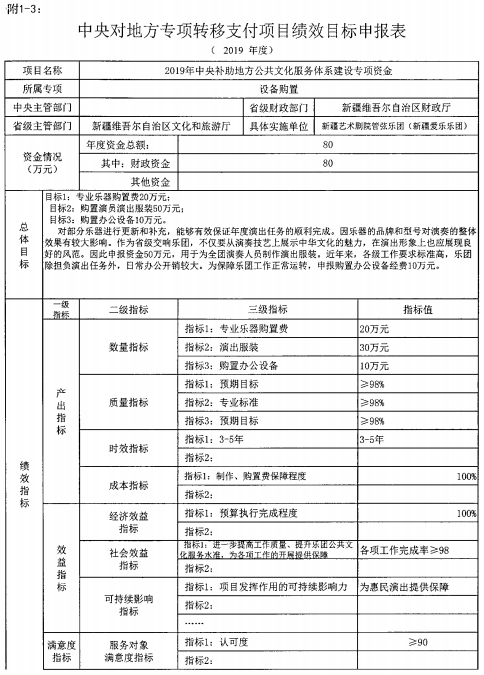 附1-3:
中央对地方专项转移支付项目绩效目标申报表
( 2019 年度)
项目名称 2019年中央补助地方公共文化服务体系建设专项资金
所属专项 设备购置
中央主管部门 省级财政部门 新疆维吾尔自治区财政厅
省级主管部门 新疆维吾尔自治区文化和旅游厅 具体实施单位 新疆艺术剧院管弦乐团(新疆爱乐乐团)
资金情况(万元) 年度资金总额: 80
其中: 财政资金 80
其他资金
总体目标
目标1: 专业乐器购置费20万元;
目标2: 购置演员演出服装50万元;
目标3: 购置办公设备10万元。
对部分乐器进行更新和补充, 能够有效保证年度演出任务的顺利完成。因乐器的品牌和型号对演奏的整体
效果有较大影响。作为省级交响乐团, 不仅要从演奏技艺上展示中华文化的魅力, 在演出形象上也应展现良
好的风范。因此申报资金50万元, 用于为全团演奏人员制作演出服装。近年来, 各级工作要求标准高, 乐团
除担负演出任务外, 日常办公开销较大。为保障乐团工作正常运转, 申报购置办公设备经费10万元。
绩效指标
一级指标 二级指标 三级指标 指标值
产出指标
数量指标 指标1: 专业乐器购置费 20万元
指标2: 演出服装 30万元
指标3: 购置办公设备 10万元
质量指标 指标1: 预期目标 ≥98%
指标2: 专业标准 ≥98%
指标3: 预期目标 ≥98%
时效指标 指标1: 3-5年 3-5年
指标2:
成本指标 指标1: 制作、购置费保障程度 100%
指标2:
效益指标
经济效益指标 指标1: 预算执行完成程度 100%
指标2:
社会效益指标 指标1: 进一步提高工作质量、提升乐团公共文化服务水准, 为各项工作的开展提供保障 各项工作完成率≥98
指标2:
可持续影响指标 指标1: 项目发挥作用的可持续影响力 为惠民演出提供保障
指标2:
……
满意度指标 服务对象满意度指标 指标1: 认可度 ≥90
指标2: